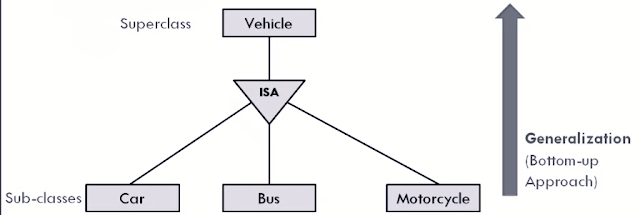 Superclass
Vehicle
ISA
Generalization
(Bottom-up
Approach)
Sub-classes
Car
Bus
Motorcycle